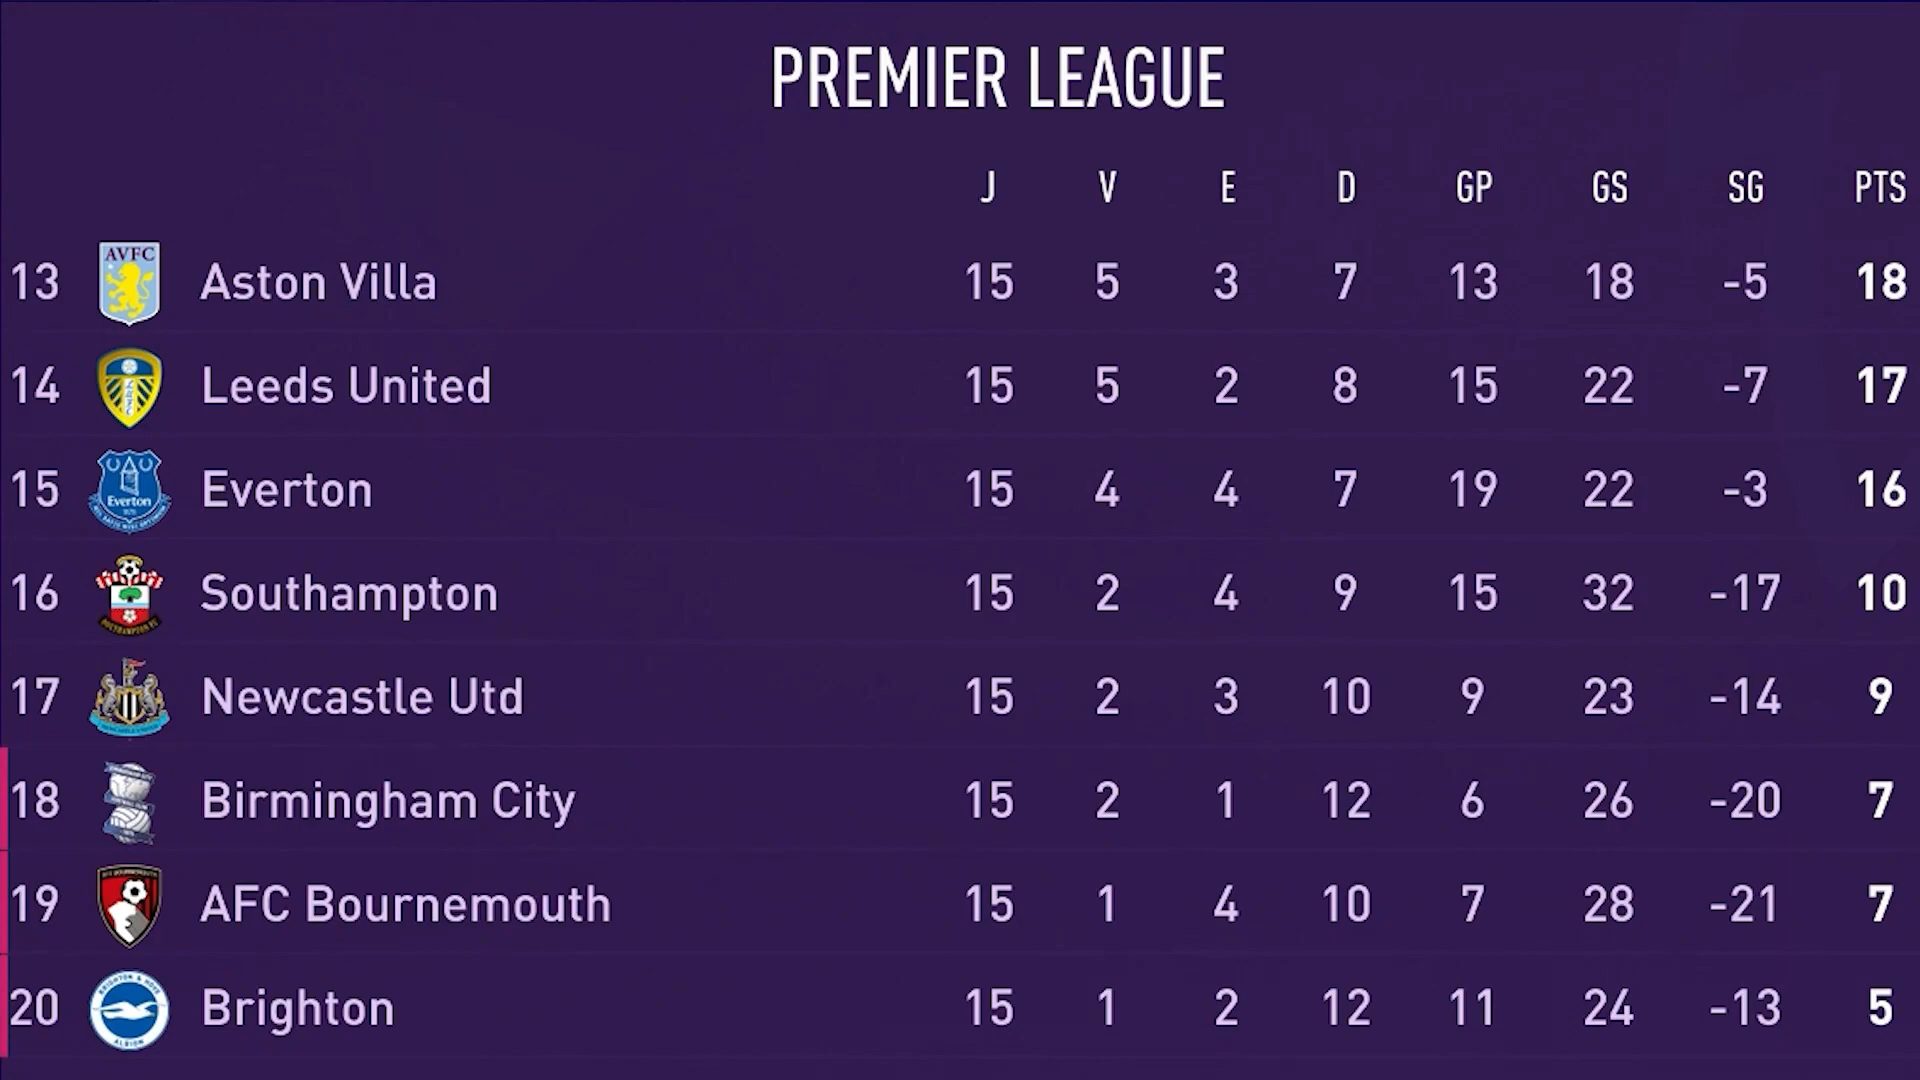 PREMIER LEAGUE
J V E D GP GS SG PTS
13 AVFC Aston Villa 15 5 3 7 13 18 -5 18
14 Leeds United 15 5 2 8 15 22 -7 17
15 Everton Everton 15 4 4 7 19 22 -3 16
16 Southampton 15 2 4 9 15 32 -17 10
17 Newcastle Utd 15 2 3 10 9 23 -14 9
18 Birmingham City 15 2 1 12 6 26 -20 7
19 AFC Bournemouth 15 1 4 10 7 28 -21 7
20 Brighton 15 1 2 12 11 24 -13 5